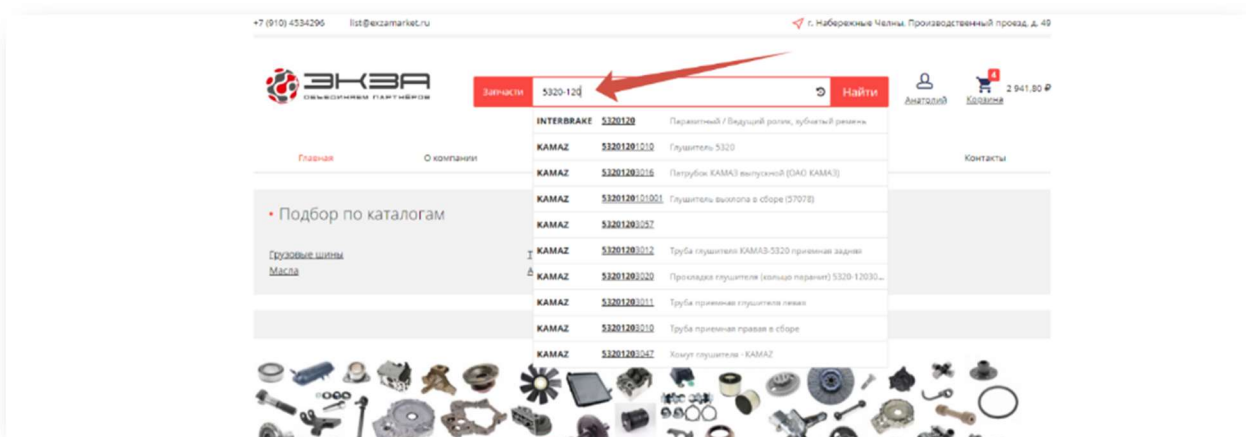 +7 (910) 4534296 list@exzamarket.ru г. Набережные Челны, Производственный проезд, д. 49
ЭКЗА
ОБЪЕДИНЯЕМ ПАРТНЁРОВ
Запчасти 5320-120 Найти
4
2 941,80 ₽
Анатолий Корзина
INTERBRAKE 5320120 Паразитный / Ведущий ролик, зубчатый ремень
KAMAZ 53201201010 Глушитель 5320
Главная О компании Контакты
KAMAZ 53201203016 Патрубок КАМАЗ выпускной (ОАО КАМАЗ)
KAMAZ 5320120101001 Глушитель выхлопа в сборе (57078)
• Подбор по каталогам
KAMAZ 53201203057
Грузовые шины
KAMAZ 53201203012 Труба глушителя КАМАЗ-5320 приемная задняя
Масла
KAMAZ 53201203020 Прокладка глушителя (кольцо паранит) 5320-12030...
KAMAZ 53201203011 Труба приемная глушителя левая
KAMAZ 53201203010 Труба приемная правая в сборе
KAMAZ 53201203047 Хомут глушителя - KAMAZ